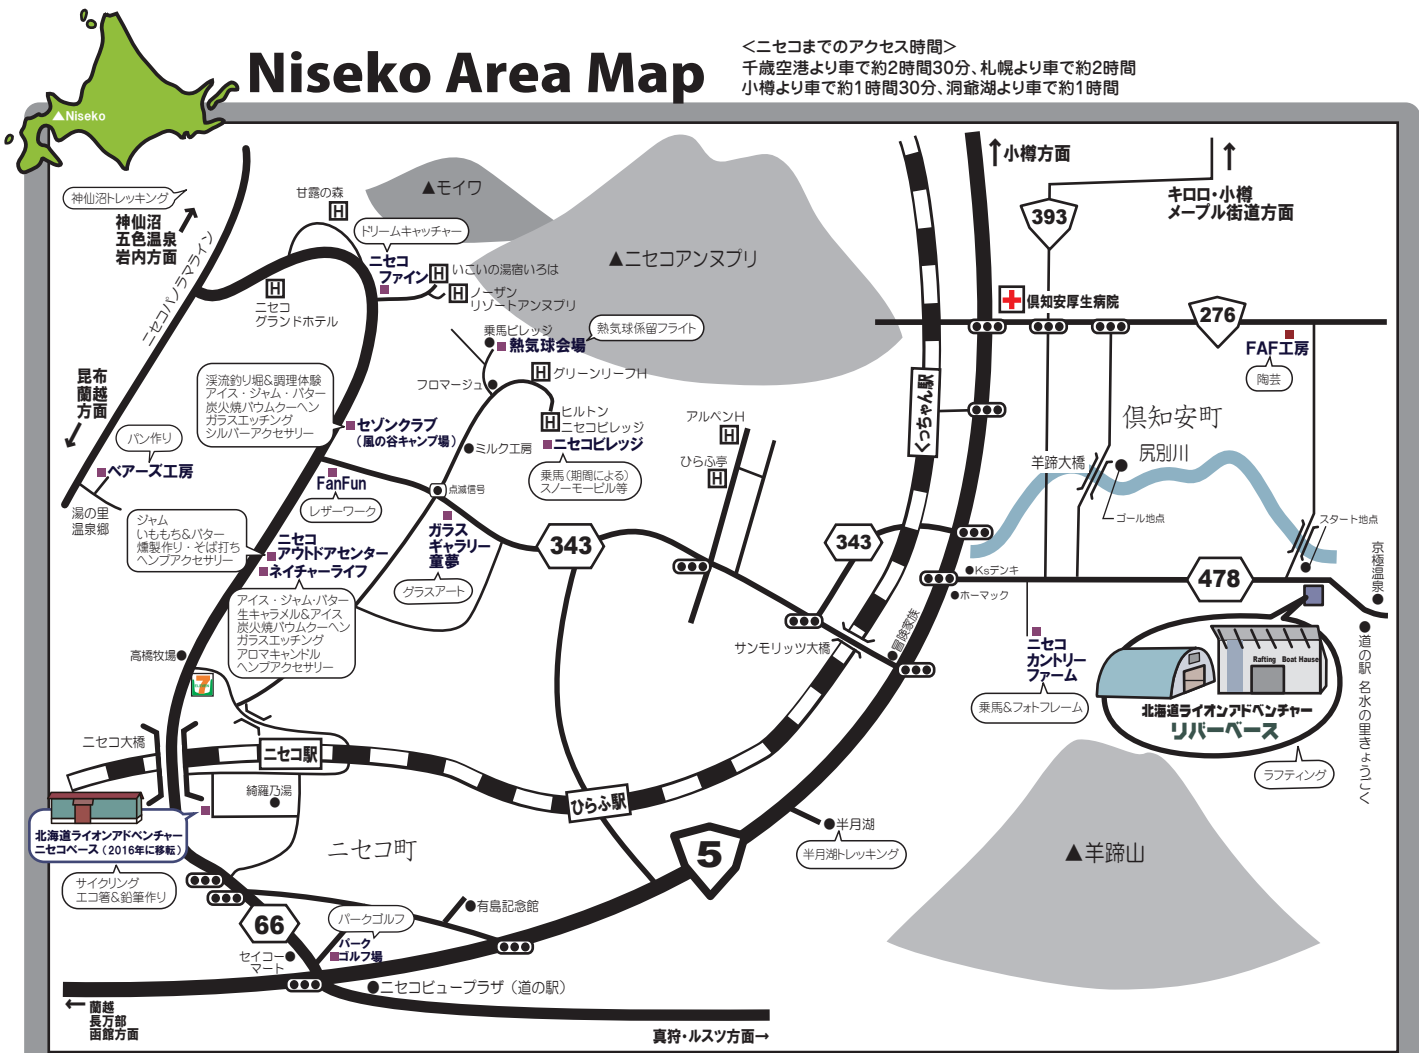 Niseko Area Map
<ニセコまでのアクセス時間>
千歳空港より車で約2時間30分、札幌より車で約2時間
小樽より車で約1時間30分、洞爺湖より車で約1時間
▲Niseko
神仙沼トレッキング
神仙沼
五色温泉
岩内方面
ニセコパノラマライン
甘露の森
▲モイワ
ドリームキャッチャー
ニセコ
ファイン
いこいの湯宿いろは
ノーザン
リゾートアンヌプリ
▲ニセコアンヌプリ
ニセコ
グランドホテル
乗馬ビレッジ
熱気球会場
熱気球係留フライト
フロマージュ
グリーンリーフH
ヒルトン
ニセコビレッジ
ニセコビレッジ
乗馬(期間による)
スノーモービル等
ミルク工房
点滅信号
昆布
蘭越
方面
パン作り
ベアーズ工房
湯の里
温泉郷
渓流釣り堀&調理体験
アイス・ジャム・バター
炭火焼バウムクーヘン
ガラスエッチング
シルバーアクセサリー
セゾンクラブ
(風の谷キャンプ場)
FanFun
レザーワーク
ジャム
いももち&バター
燻製作り・そば打ち
ヘンプアクセサリー
ニセコ
アウトドアセンター
ネイチャーライフ
アイス・ジャム・バター
生キャラメル&アイス
炭火焼バウムクーヘン
ガラスエッチング
アロマキャンドル
ヘンプアクセサリー
ガラス
ギャラリー
童夢
グラスアート
343
アルペンH
ひらふ亭
343
サンモリッツ大橋
冒険家族
くっちゃん駅
小樽方面
393
キロロ・小樽
メープル街道方面
倶知安厚生病院
276
FAF工房
陶芸
倶知安町
尻別川
羊蹄大橋
ゴール地点
スタート地点
Ksデンキ
ホーマック
478
京極温泉
道の駅 名水の里きょうごく
ニセコ
カントリー
ファーム
乗馬&フォトフレーム
Rafting Boat House
北海道ライオンアドベンチャー
リバーベース
ラフティング
▲羊蹄山
高橋牧場
7
ニセコ大橋
ニセコ駅
綺羅乃湯
ひらふ駅
北海道ライオンアドベンチャー
ニセコベース(2016年に移転)
サイクリング
エコ箸&鉛筆作り
ニセコ町
5
半月湖
半月湖トレッキング
66
有島記念館
パークゴルフ
パーク
ゴルフ場
セイコー
マート
ニセコビュープラザ(道の駅)
←
蘭越
長万部
函館方面
真狩・ルスツ方面→